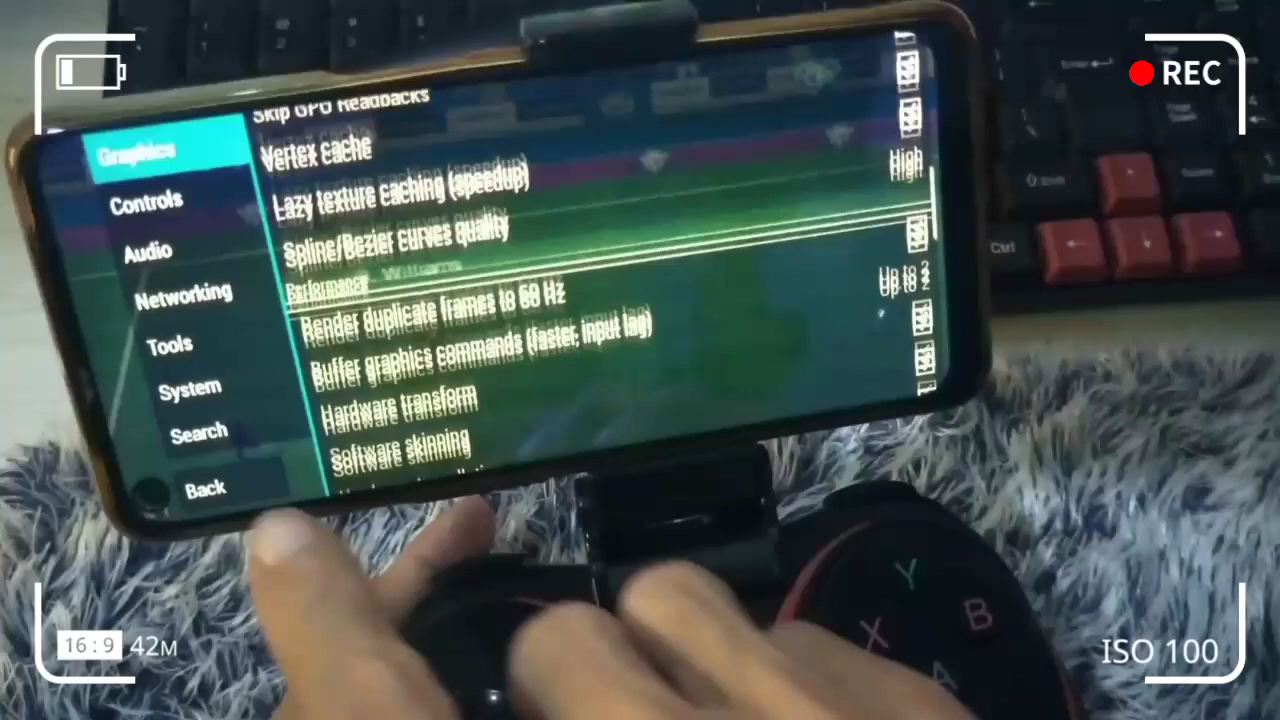 REC
Skip GPU Readbacks
Graphics
Vertex cache
Controls
Lazy texture caching (speedup)
High
Audio
Spline/Bezier curves quality
Performance
Networking
Render duplicate frames to 60 Hz
Up to 2
Tools
Buffer graphics commands (faster, input lag)
System
Hardware transform
Search
Software skinning
Back
Ctrl
Enter
Y
B
X
A
16:9 42M
ISO 100